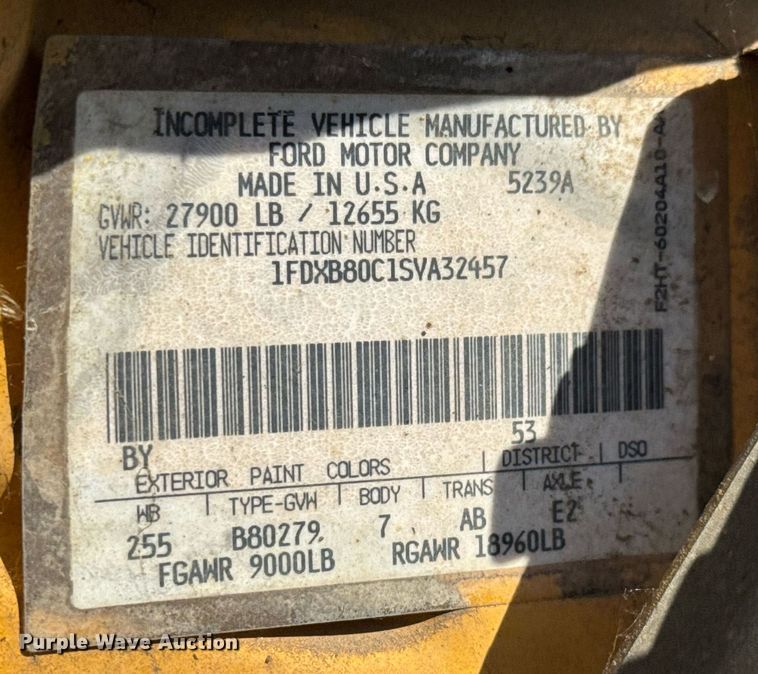 INCOMPLETE VEHICLE MANUFACTURED BY
FORD MOTOR COMPANY
MADE IN U.S.A 5239A
GVWR: 27900 LB / 12655 KG
VEHICLE IDENTIFICATION NUMBER
1FDXB80C1SVA32457
F2HT-60204A10-A
BY 53
EXTERIOR PAINT COLORS DISTRICT DSO
WB TYPE-GVW BODY TRANS AXLE
255 B80279. 7 AB E2
FGAWR 9000LB RGAWR 18960LB
Purple Wave Auction